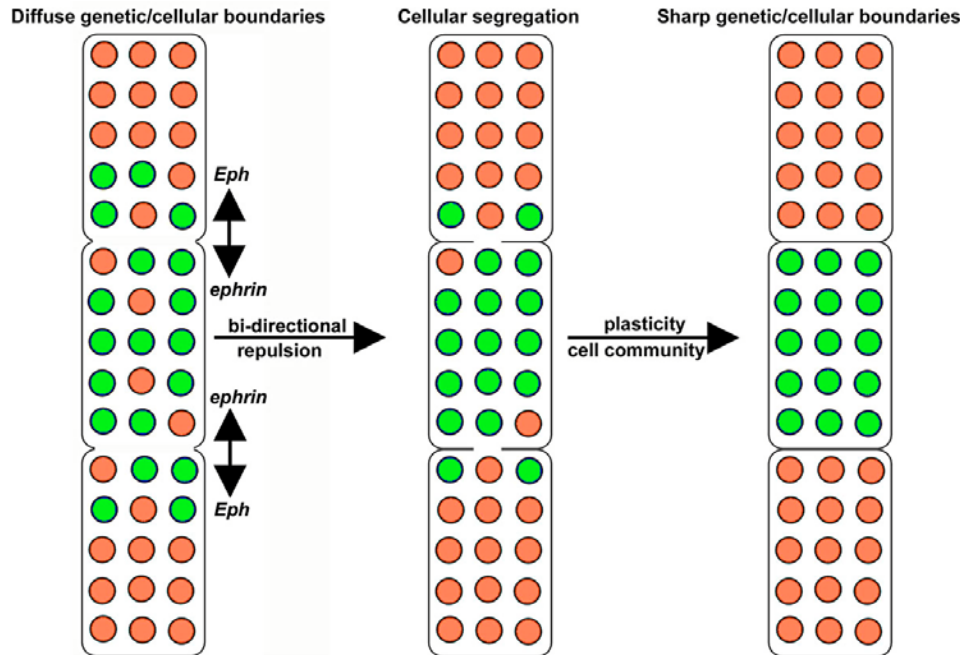 Diffuse genetic/cellular boundaries
Cellular segregation
Sharp genetic/cellular boundaries
Eph
ephrin
bi-directional
repulsion
plasticity
cell community
ephrin
Eph